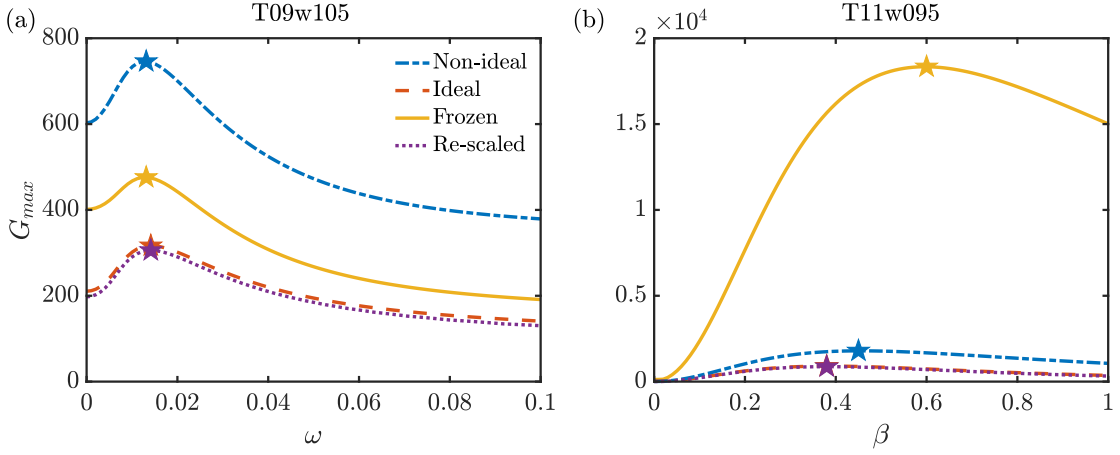 (a)
T09w105
800
600
400
200
0
G_max
0
0.02
0.04
0.06
0.08
0.1
ω
Non-ideal
Ideal
Frozen
Re-scaled
(b)
T11w095
×10^4
2
1.5
1
0.5
0
0
0.2
0.4
0.6
0.8
1
β